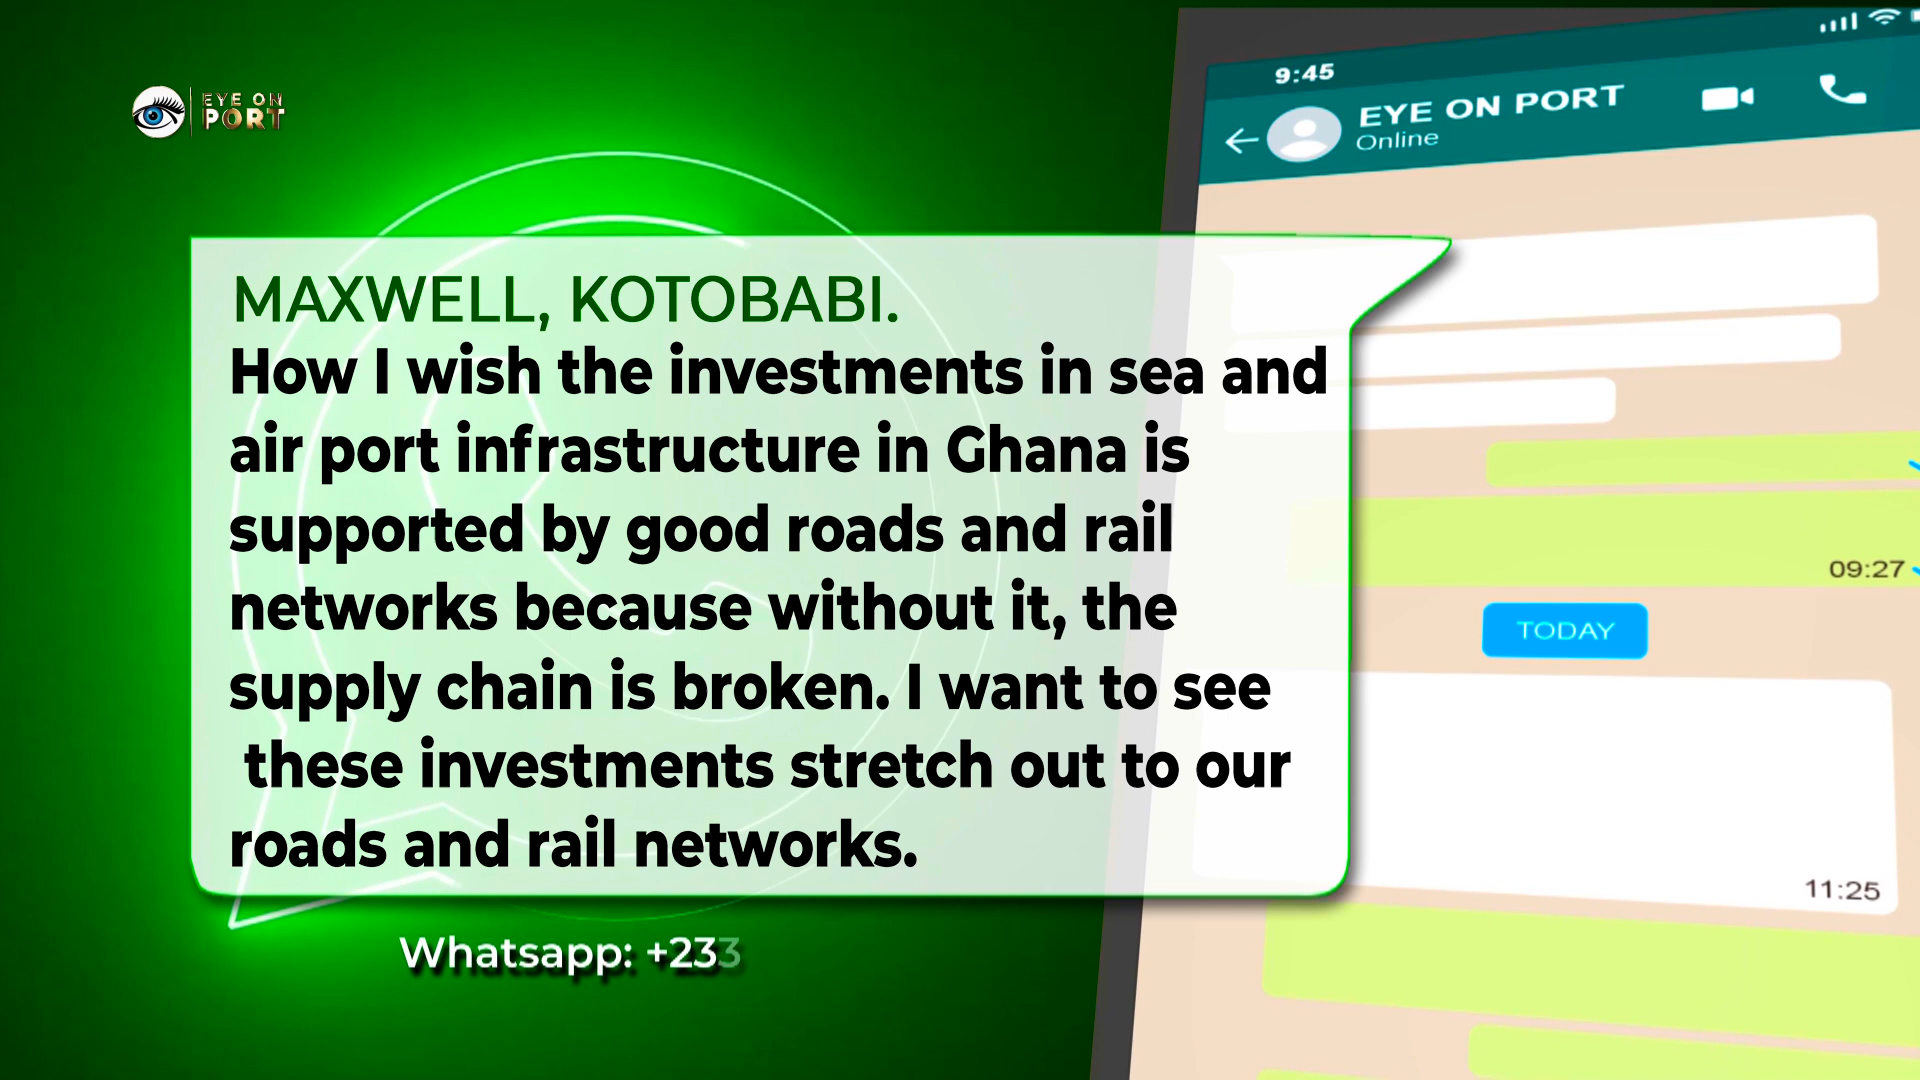 EYE ON
PORT
9:45
EYE ON PORT
Online
MAXWELL, KOTOBABI.
How I wish the investments in sea and
air port infrastructure in Ghana is
supported by good roads and rail
networks because without it, the
supply chain is broken. I want to see
these investments stretch out to our
roads and rail networks.
09:27
TODAY
11:25
Whatsapp: +233